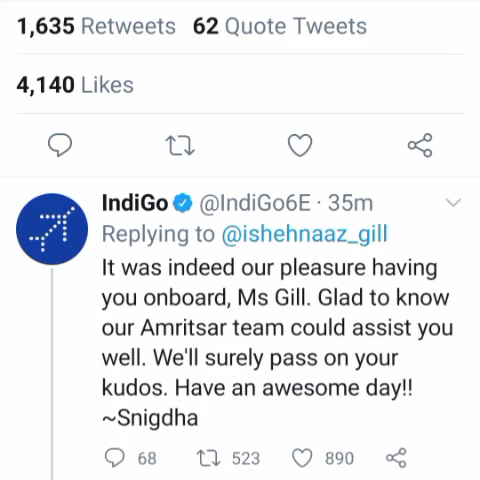 1,635 Retweets 62 Quote Tweets
4,140 Likes
IndiGo @IndiGo6E · 35m
Replying to @ishehnaaz_gill
It was indeed our pleasure having
you onboard, Ms Gill. Glad to know
our Amritsar team could assist you
well. We'll surely pass on your
kudos. Have an awesome day!!
~Snigdha
68 523 890